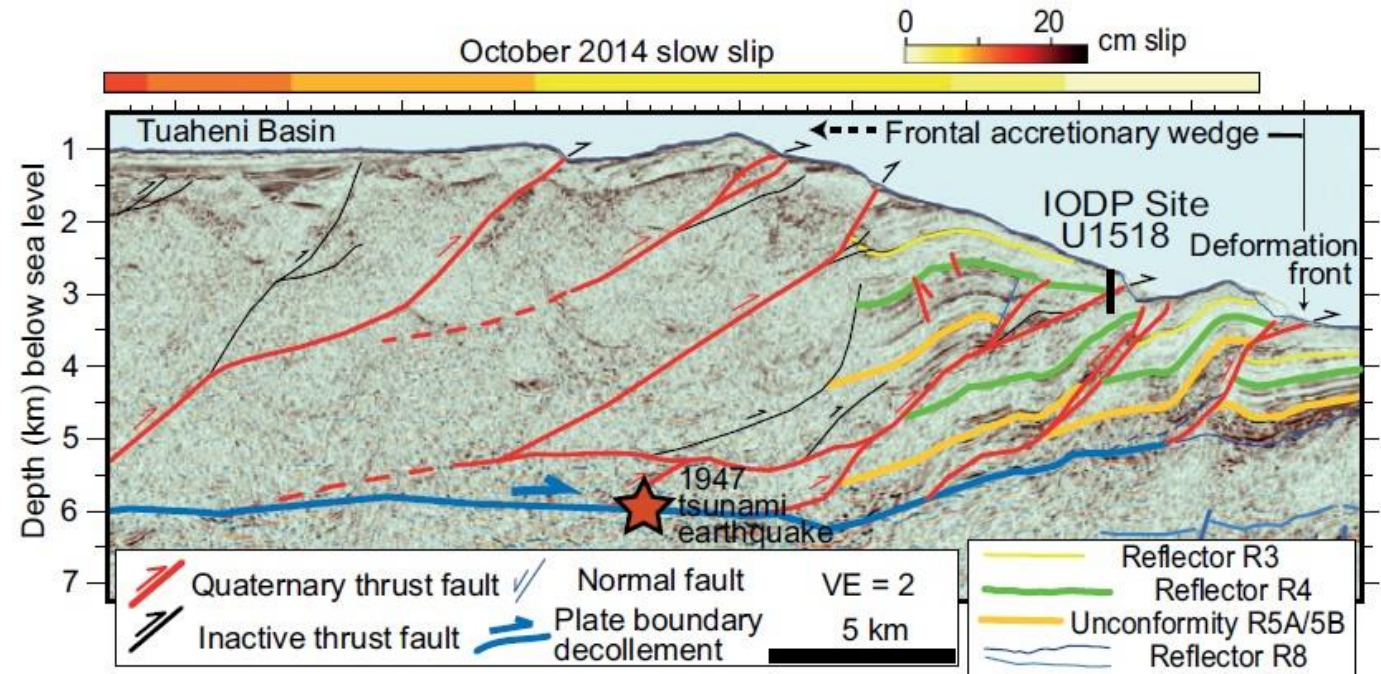 0 20
cm slip
October 2014 slow slip
Tuaheni Basin
Frontal accretionary wedge
IODP Site
U1518
Deformation
front
Depth (km) below sea level
1
2
3
4
5
6
7
1947
tsunami
earthquake
Quaternary thrust fault
Inactive thrust fault
Normal fault
Plate boundary
decollement
VE = 2
5 km
Reflector R3
Reflector R4
Unconformity R5A/5B
Reflector R8